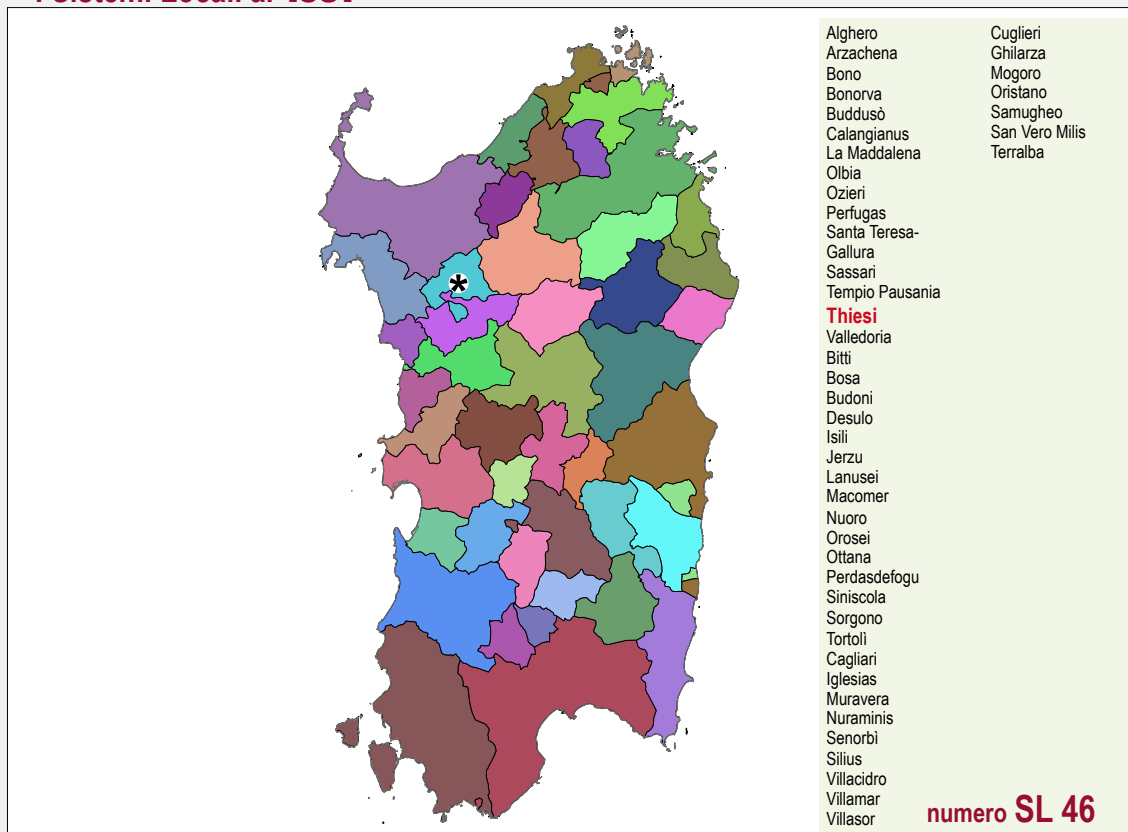 Alghero
Arzachena
Bono
Bonorva
Buddusò
Calangianus
La Maddalena
Olbia
Ozieri
Perfugas
Santa Teresa-
Gallura
Sassari
Tempio Pausania
Thiesi
Valledoria
Bitti
Bosa
Budoni
Desulo
Isili
Jerzu
Lanusei
Macomer
Nuoro
Orosei
Ottana
Perdasdefogu
Siniscola
Sorgono
Tortolì
Cagliari
Iglesias
Muravera
Nuraminis
Senorbì
Silius
Villacidro
Villamar
Villasor
Cuglieri
Ghilarza
Mogoro
Oristano
Samugheo
San Vero Milis
Terralba
*
numero SL 46